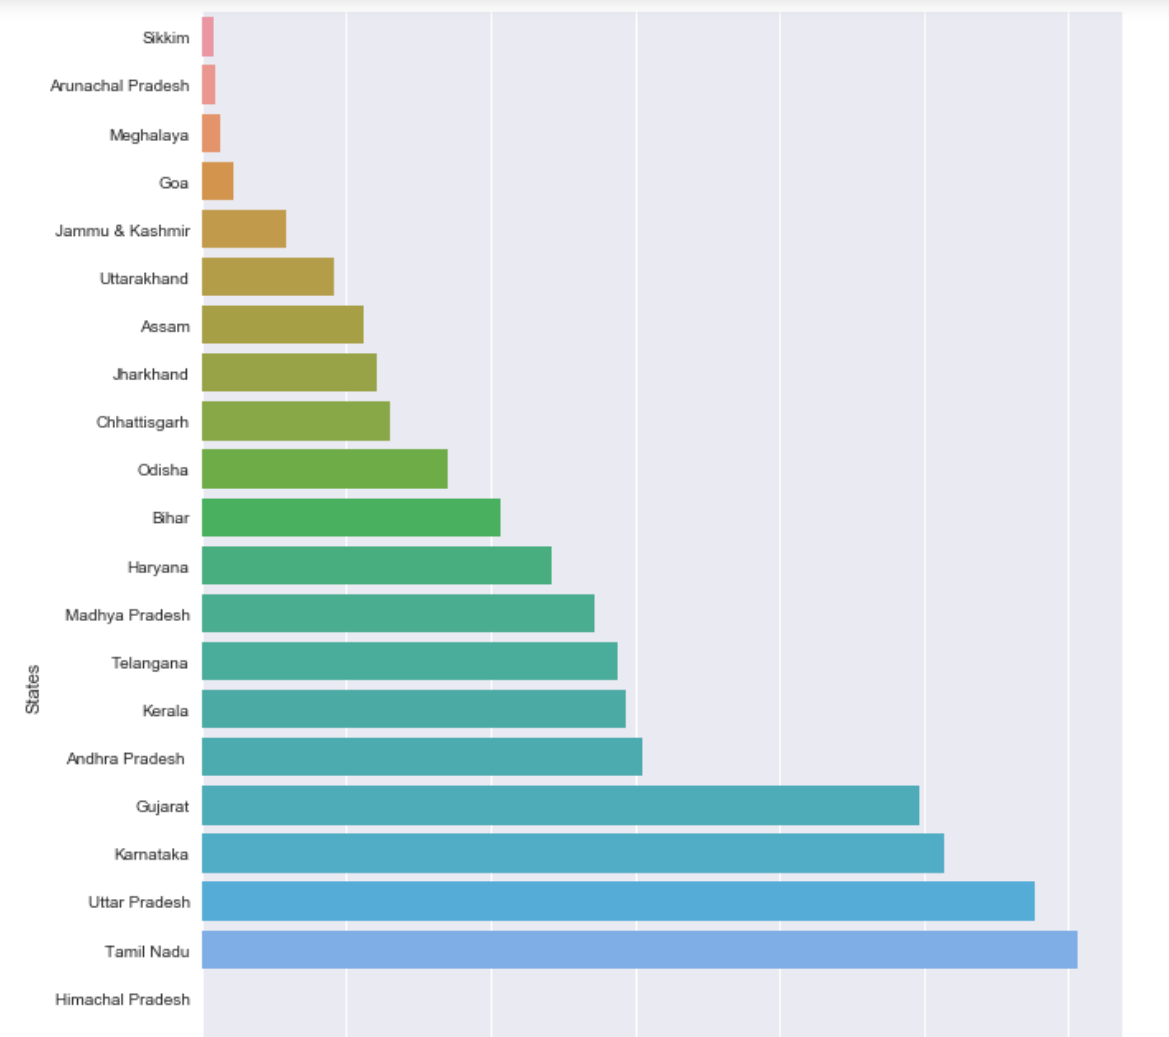 Sikkim
Arunachal Pradesh
Meghalaya
Goa
Jammu & Kashmir
Uttarakhand
Assam
Jharkhand
Chhattisgarh
Odisha
Bihar
Haryana
Madhya Pradesh
Telangana
Kerala
Andhra Pradesh
Gujarat
Karnataka
Uttar Pradesh
Tamil Nadu
Himachal Pradesh
States